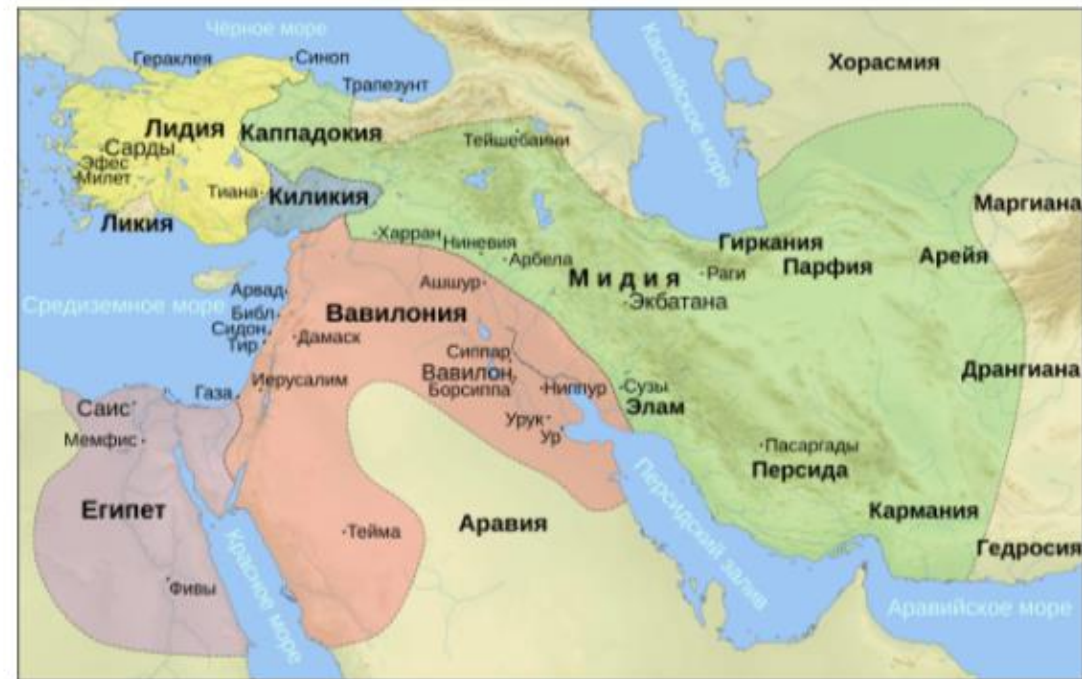 Чёрное море
Гераклея
Синоп
Трапезунт
Каспийское море
Хорасмия
Лидия
Каппадокия
Тейшебаини
Сарды
Эфес
Милет
Тиана
Киликия
Ликия
Маргиана
Харран
Ниневия
Арбела
Гиркания
Парфия
Арейя
Мидия
Раги
Экбатана
Ашшур
Средиземное море
Арвад
Библ
Сидон
Тир
Вавилония
Дамаск
Сиппар
Вавилон
Борсиппа
Ниппур
Сузы
Элам
Дрангиана
Газа
Иерусалим
Саис
Мемфис
Урук
Ур
Пасаргады
Персида
Египет
Аравия
Тейма
Персидский залив
Кармания
Гедросия
Фивы
Красное море
Аравийское море